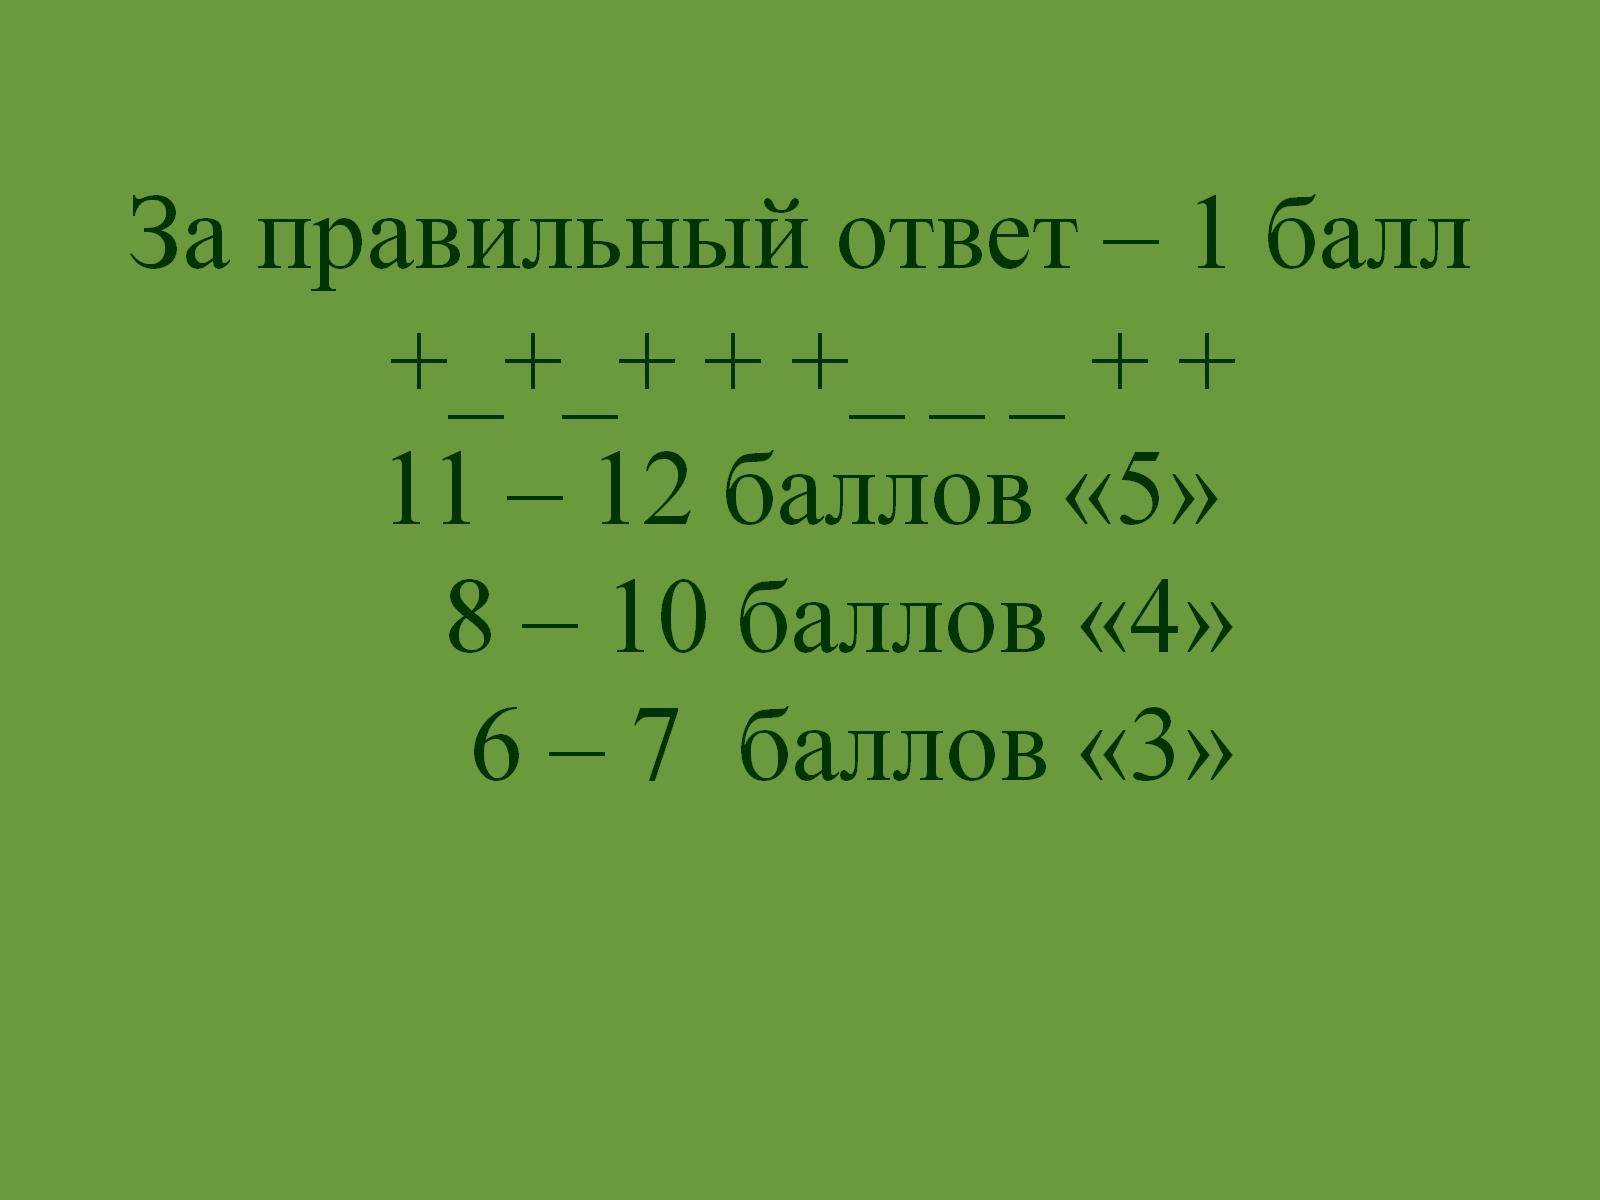 За правильный ответ – 1 балл
+_+_+ + +_ _ _ + +
11 – 12 баллов «5»
8 – 10 баллов «4»
6 – 7 баллов «3»